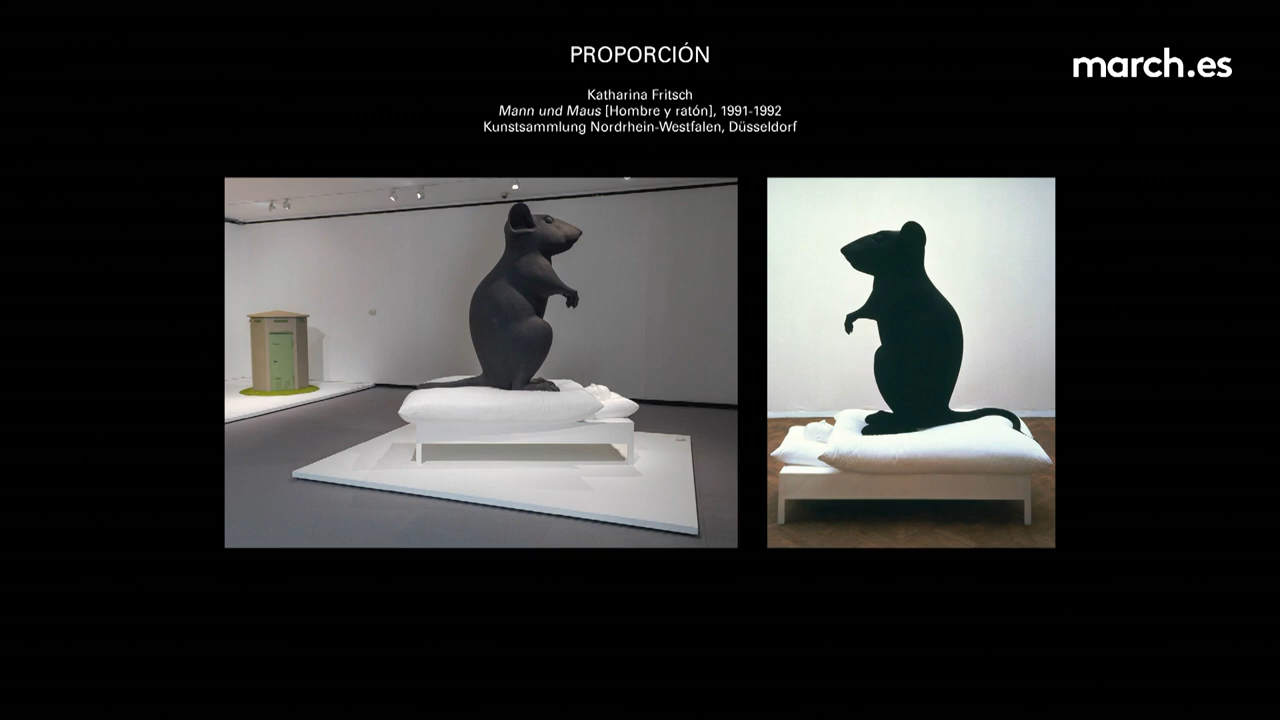 PROPORCIÓN
march.es
Katharina Fritsch
Mann und Maus [Hombre y ratón], 1991-1992
Kunstsammlung Nordrhein-Westfalen, Düsseldorf